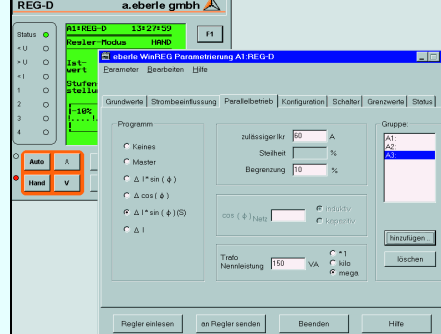 REG-D a.eberle gmbh
Status
A1:REG-D 13:27:59
Regler-Modus HAND
F1
< U
> U
< I
1
2
3
4
Ist-
wert
Stufen
stellu
-10%
Auto
Hand
eberle WinREG Parametrierung A1:REG-D
Parameter Bearbeiten Hilfe
Grundwerte Strombeeinflussung Parallelbetrieb Konfiguration Schalter Grenzwerte Status
Programm
Keines
Master
Δ I*sin ( ϕ )
Δ cos ( ϕ )
Δ I*sin ( ϕ )(S)
Δ I
zulässiger Ikr 60 A
Steilheit %
Begrenzung 10 %
cos ( ϕ ) Netz
induktiv
kapazitiv
Trafo
Nennleistung 150 VA
*1
kilo
mega
Gruppe:
A1:
A2:
A3:
hinzufügen ..
löschen
Regler einlesen an Regler senden Beenden Hilfe